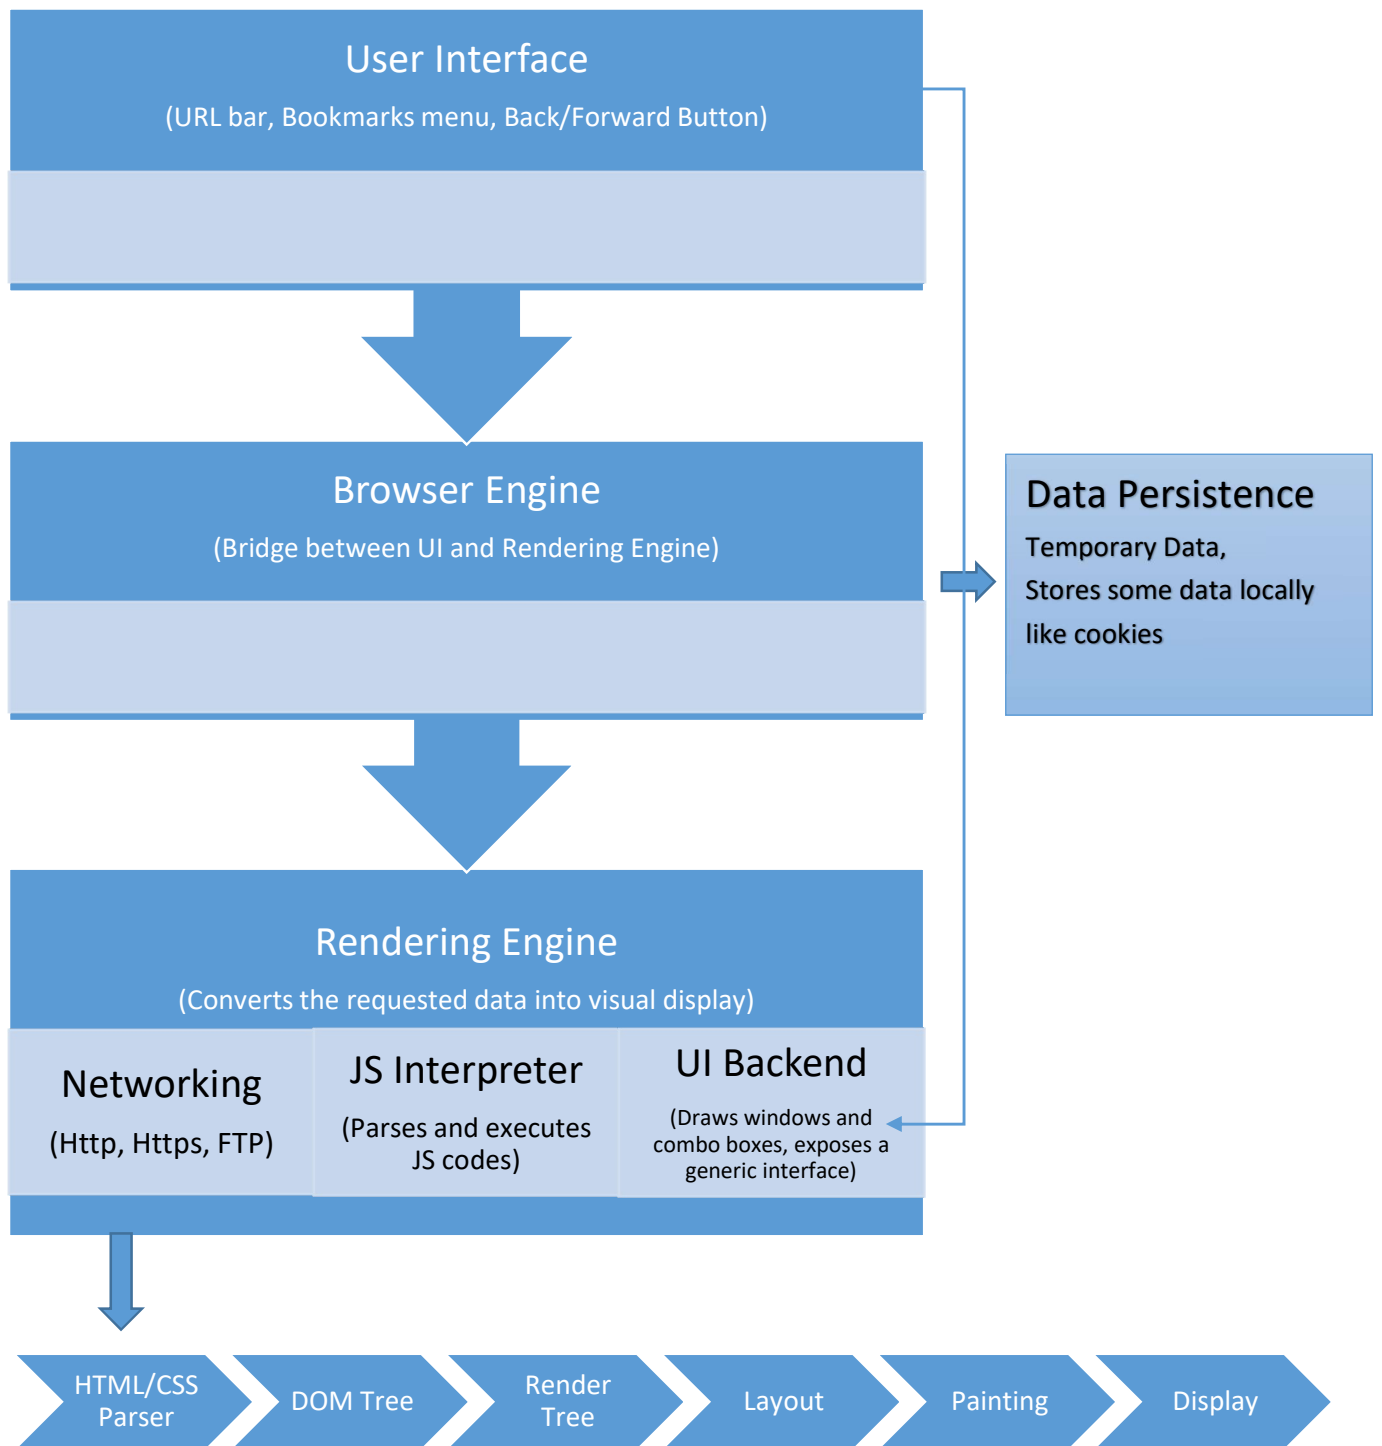 User Interface
(URL bar, Bookmarks menu, Back/Forward Button)
Browser Engine
(Bridge between UI and Rendering Engine)
Data Persistence
Temporary Data,
Stores some data locally
like cookies
Rendering Engine
(Converts the requested data into visual display)
Networking
(Http, Https, FTP)
JS Interpreter
(Parses and executes
JS codes)
UI Backend
(Draws windows and
combo boxes, exposes a
generic interface)
HTML/CSS
Parser
DOM Tree
Render
Tree
Layout
Painting
Display